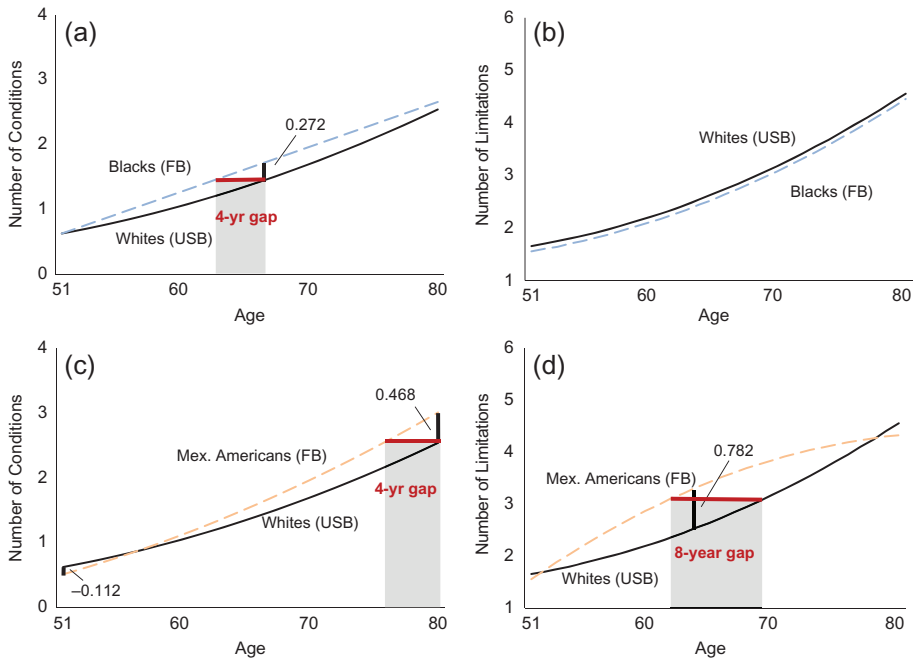 (a)
Number of Conditions
4
3
2
1
0
0.272
Blacks (FB)
4-yr gap
Whites (USB)
51
60
70
80
Age
(b)
Number of Limitations
6
5
4
3
2
1
Whites (USB)
Blacks (FB)
51
60
70
80
Age
(c)
Number of Conditions
4
3
2
1
0
0.468
Mex. Americans (FB)
4-yr gap
Whites (USB)
–0.112
51
60
70
80
Age
(d)
Number of Limitations
6
5
4
3
2
1
0.782
Mex. Americans (FB)
8-year gap
Whites (USB)
51
60
70
80
Age